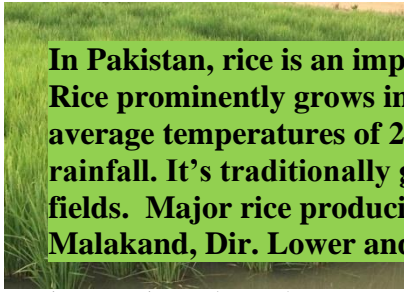 In Pakistan, rice is an imp
Rice prominently grows in
average temperatures of 2
rainfall. It’s traditionally g
fields.  Major rice produci
Malakand, Dir. Lower and